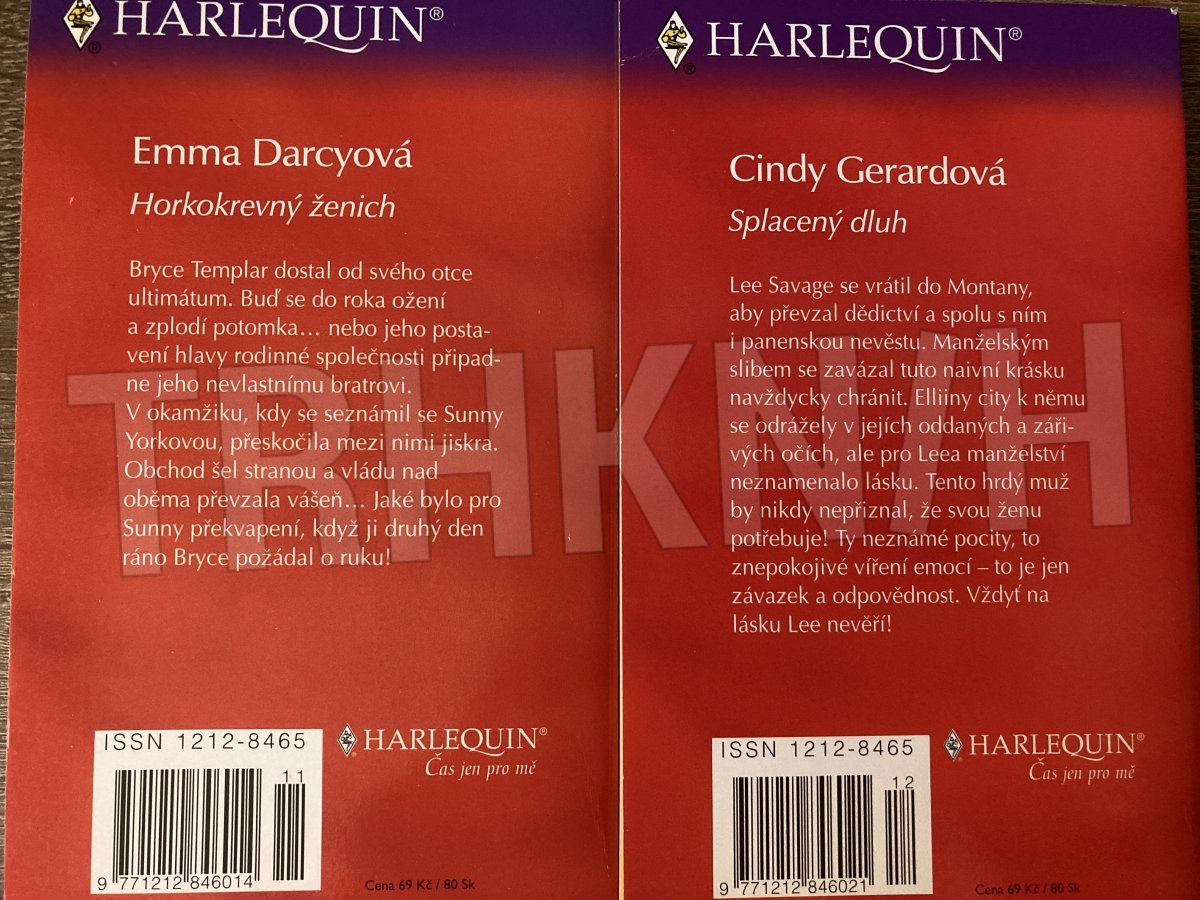 HARLEQUIN®
Emma Darcyová
Horkokrevný ženich
Bryce Templar dostal od svého otce
ultimátum. Buď se do roka ožení
a zplodí potomka... nebo jeho posta-
vení hlavy rodinné společnosti připad-
ne jeho nevlastnímu bratrovi.
V okamžiku, kdy se seznámil se Sunny
Yorkovou, přeskočila mezi nimi jiskra.
Obchod šel stranou a vládu nad
oběma převzala vášeň... Jaké bylo pro
Sunny překvapení, když ji druhý den
ráno Bryce požádal o ruku!
ISSN 1212-8465
11
9 771212 846014
HARLEQUIN®
Čas jen pro mě
Cena 69 Kč / 80 Sk
HARLEQUIN®
Cindy Gerardová
Splacený dluh
Lee Savage se vrátil do Montany,
aby převzal dědictví a spolu s ním
i panenskou nevěstu. Manželským
slibem se zavázal tuto naivní krásku
navždycky chránit. Elliiny city k němu
se odrážely v jejích oddaných a záři-
vých očích, ale pro Leea manželství
neznamenalo lásku. Tento hrdý muž
by nikdy nepřiznal, že svou ženu
potřebuje! Ty neznámé pocity, to
znepokojivé víření emocí – to je jen
závazek a odpovědnost. Vždyť na
lásku Lee nevěří!
ISSN 1212-8465
12
9 771212 846021
HARLEQUIN®
Čas jen pro mě
Cena 69 Kč / 80 Sk
TRHKNIH